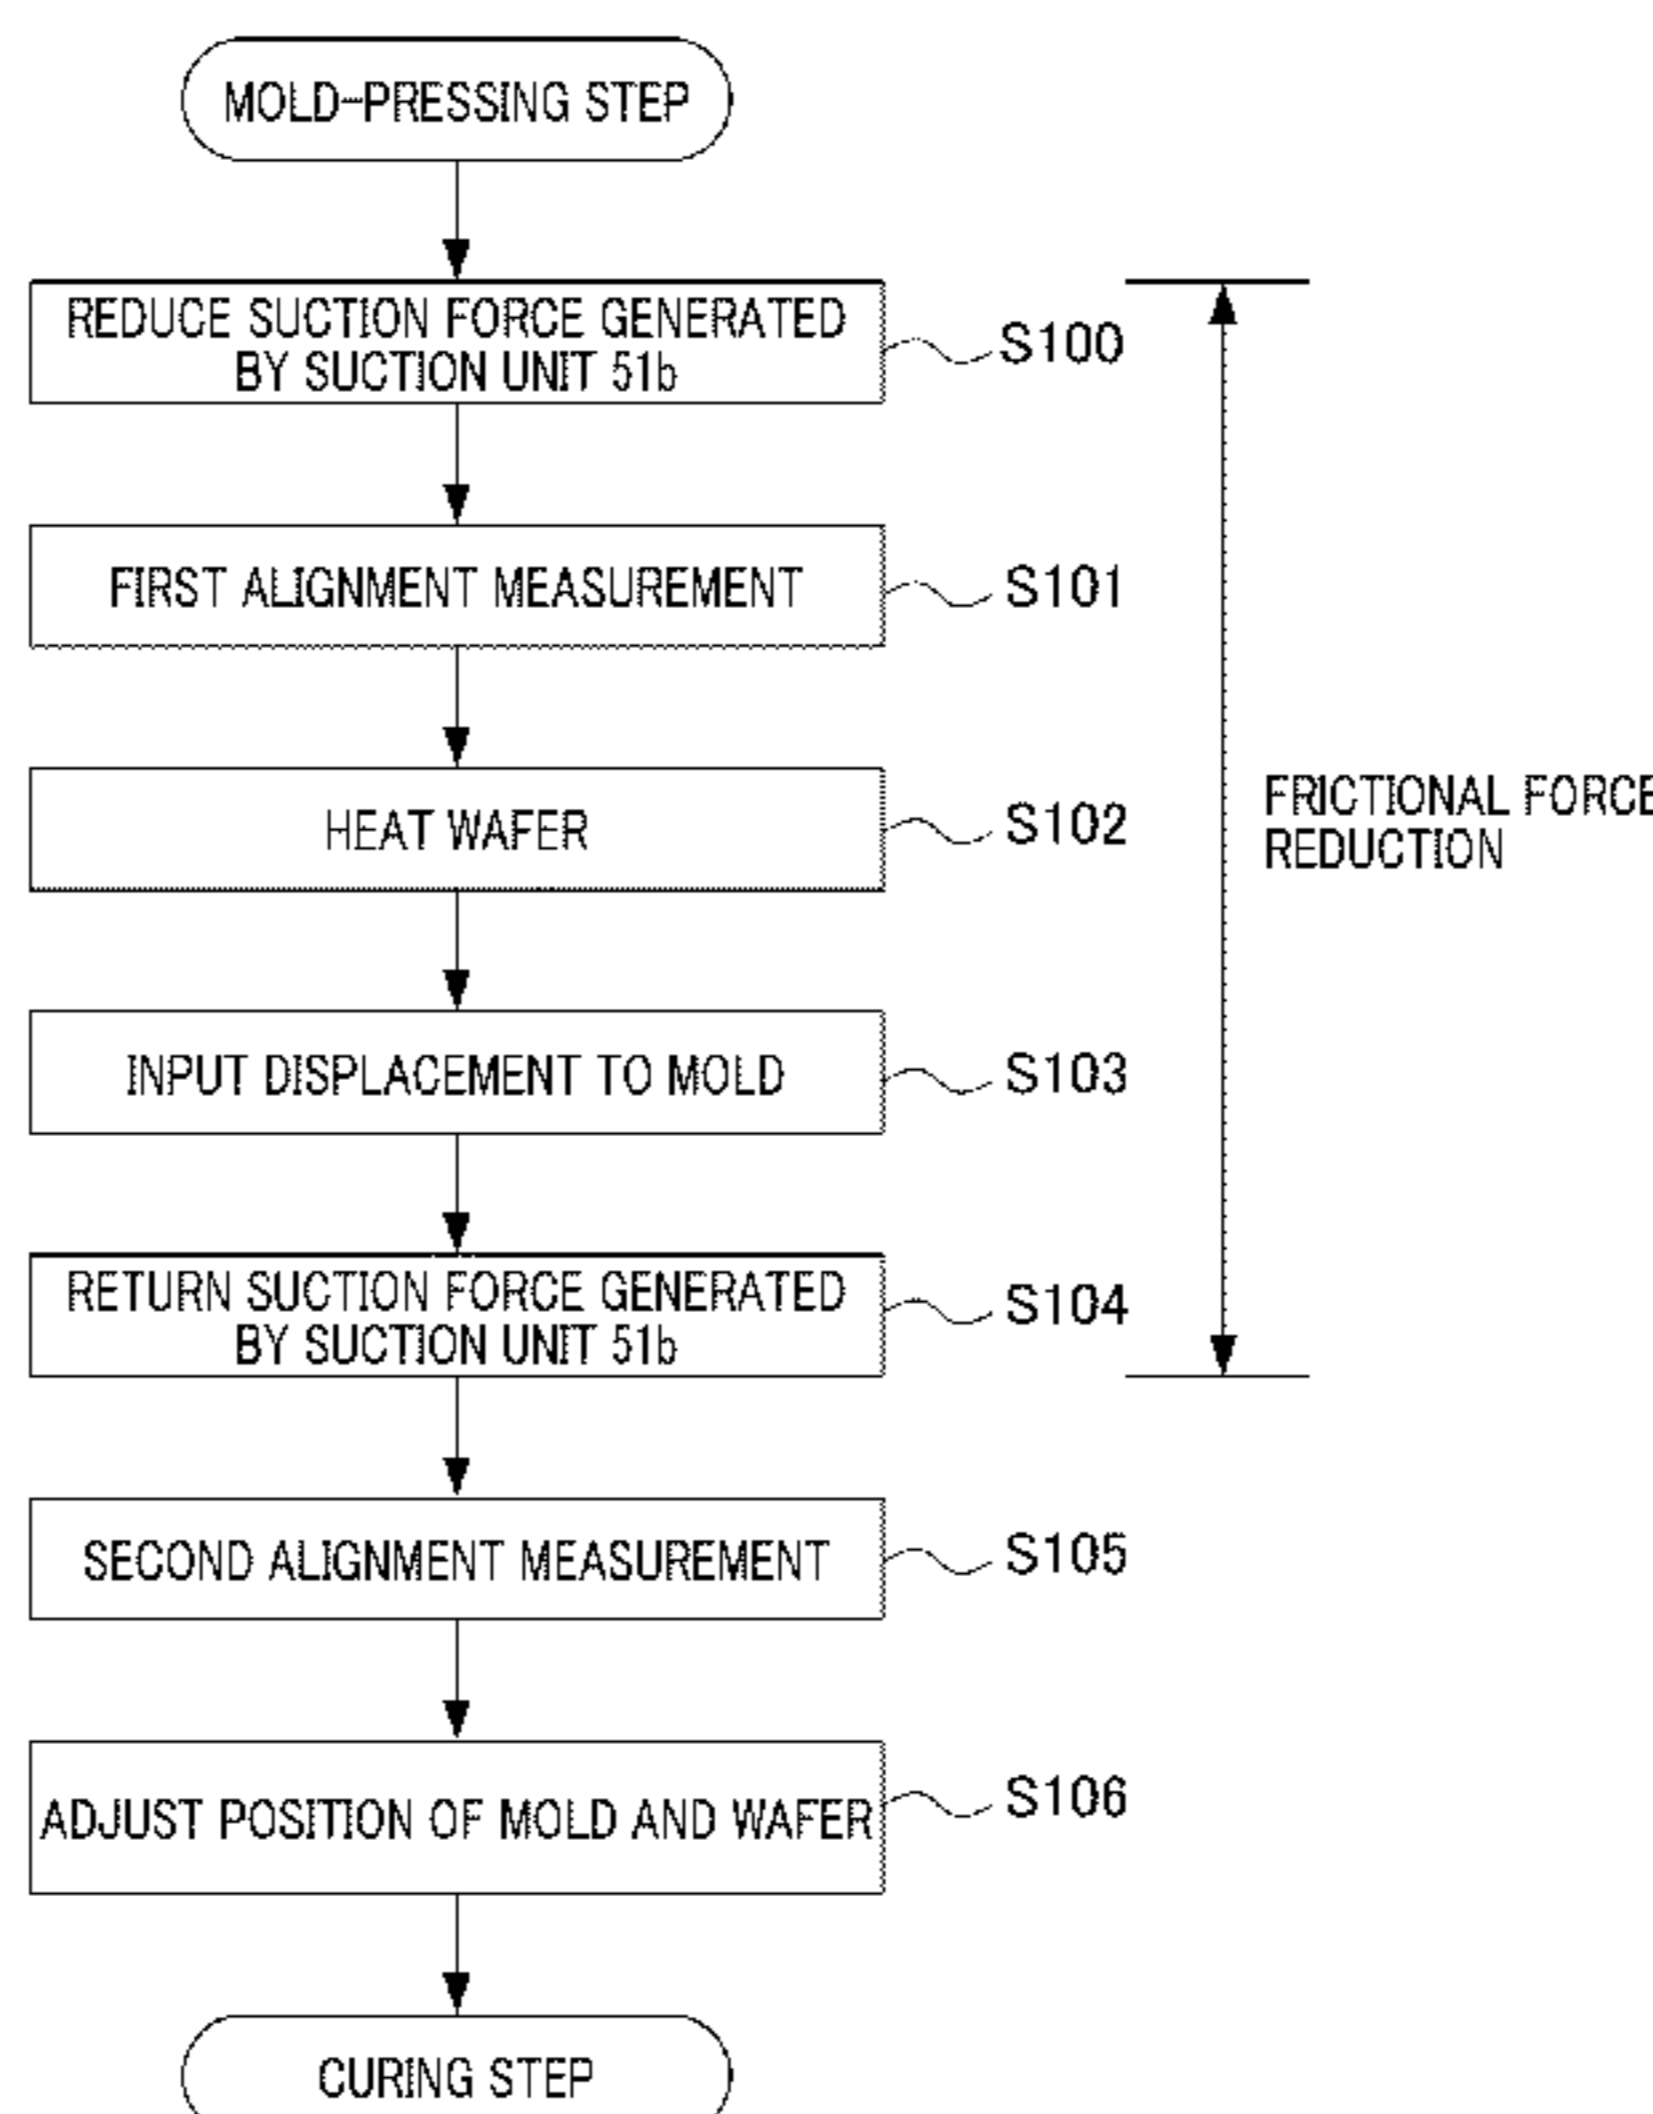 MOLD-PRESSING STEP
REDUCE SUCTION FORCE GENERATED
BY SUCTION UNIT 51b
S100
FIRST ALIGNMENT MEASUREMENT
S101
HEAT WAFER
S102
FRICTIONAL FORCE
REDUCTION
INPUT DISPLACEMENT TO MOLD
S103
RETURN SUCTION FORCE GENERATED
BY SUCTION UNIT 51b
S104
SECOND ALIGNMENT MEASUREMENT
S105
ADJUST POSITION OF MOLD AND WAFER
S106
CURING STEP